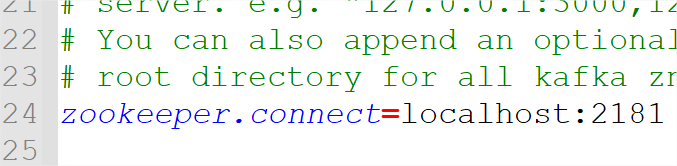 21 # server. e.g. "127.0.0.1:3000,12
22 # You can also append an optional
23 # root directory for all kafka zn
24 zookeeper.connect=localhost:2181
25